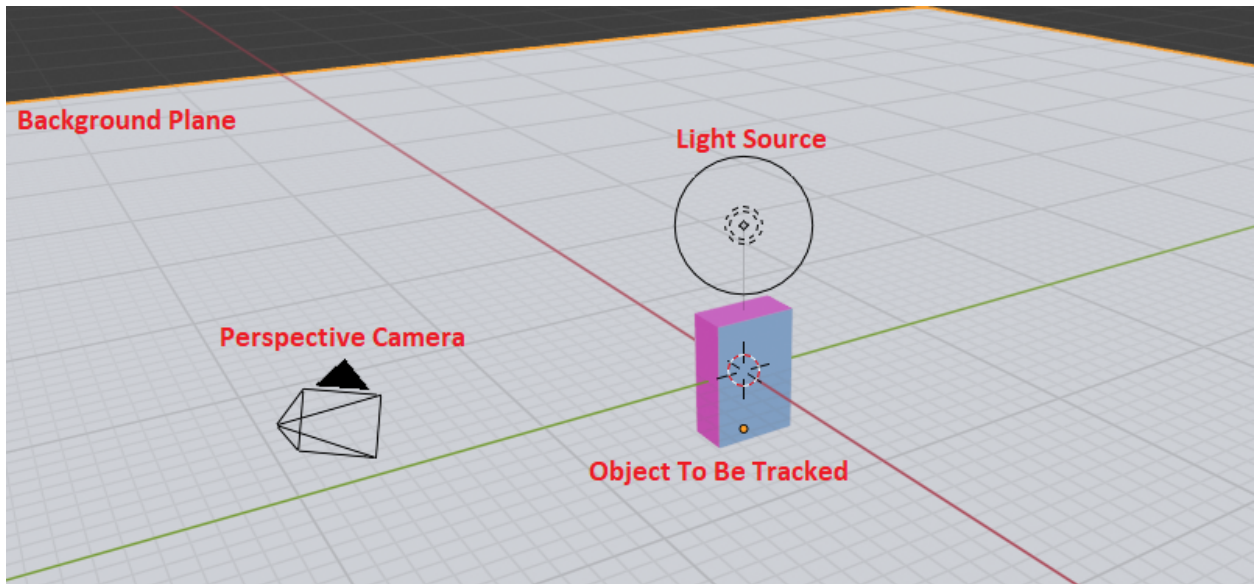 Background Plane
Light Source
Perspective Camera
Object To Be Tracked